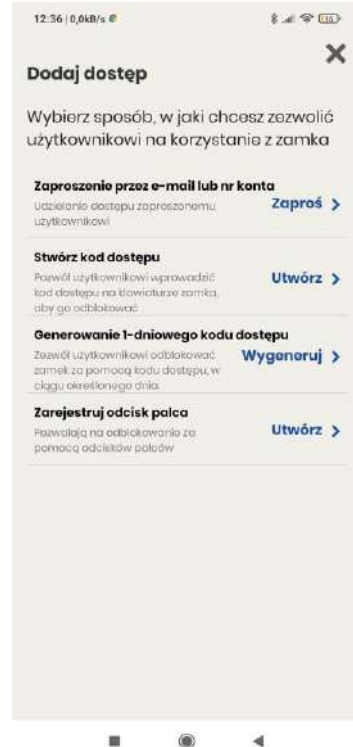 12:36 | 0,0kB/s
Dodaj dostęp
Wybierz sposób, w jaki chcesz zezwolić
użytkownikowi na korzystanie z zamka
Zaproszenie przez e-mail lub nr konta
Udzielanie dostępu zaproszonemu
użytkownikowi
Zaproś >
Stwórz kod dostępu
Pozwól użytkownikowi wprowadzić
kod dostępu na klawiaturze zamka,
aby go odblokować
Utwórz >
Generowanie 1-dniowego kodu dostępu
Zezwól użytkownikowi odblokować
zamek za pomocą kodu dostępu, w
ciągu określonego dnia.
Wygeneruj >
Zarejestruj odcisk palca
Pozwalają na odblokowanie za
pomocą odcisków palców
Utwórz >